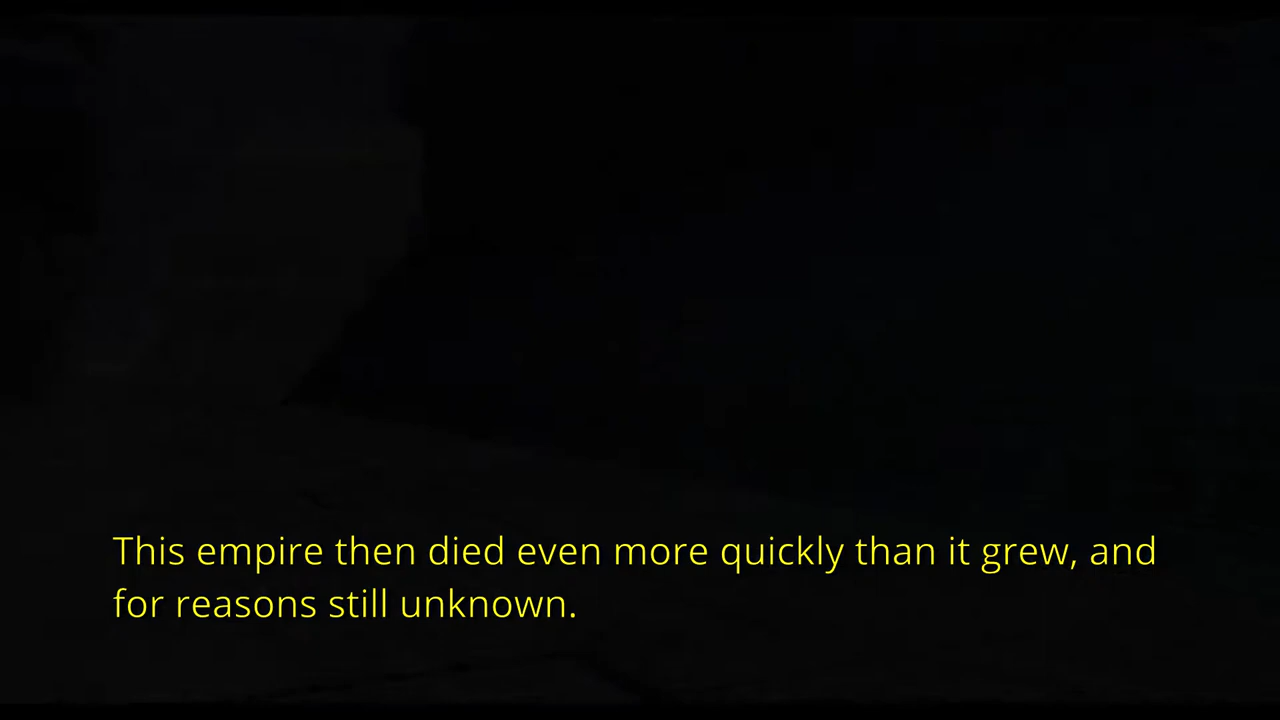 This empire then died even more quickly than it grew, and
for reasons still unknown.